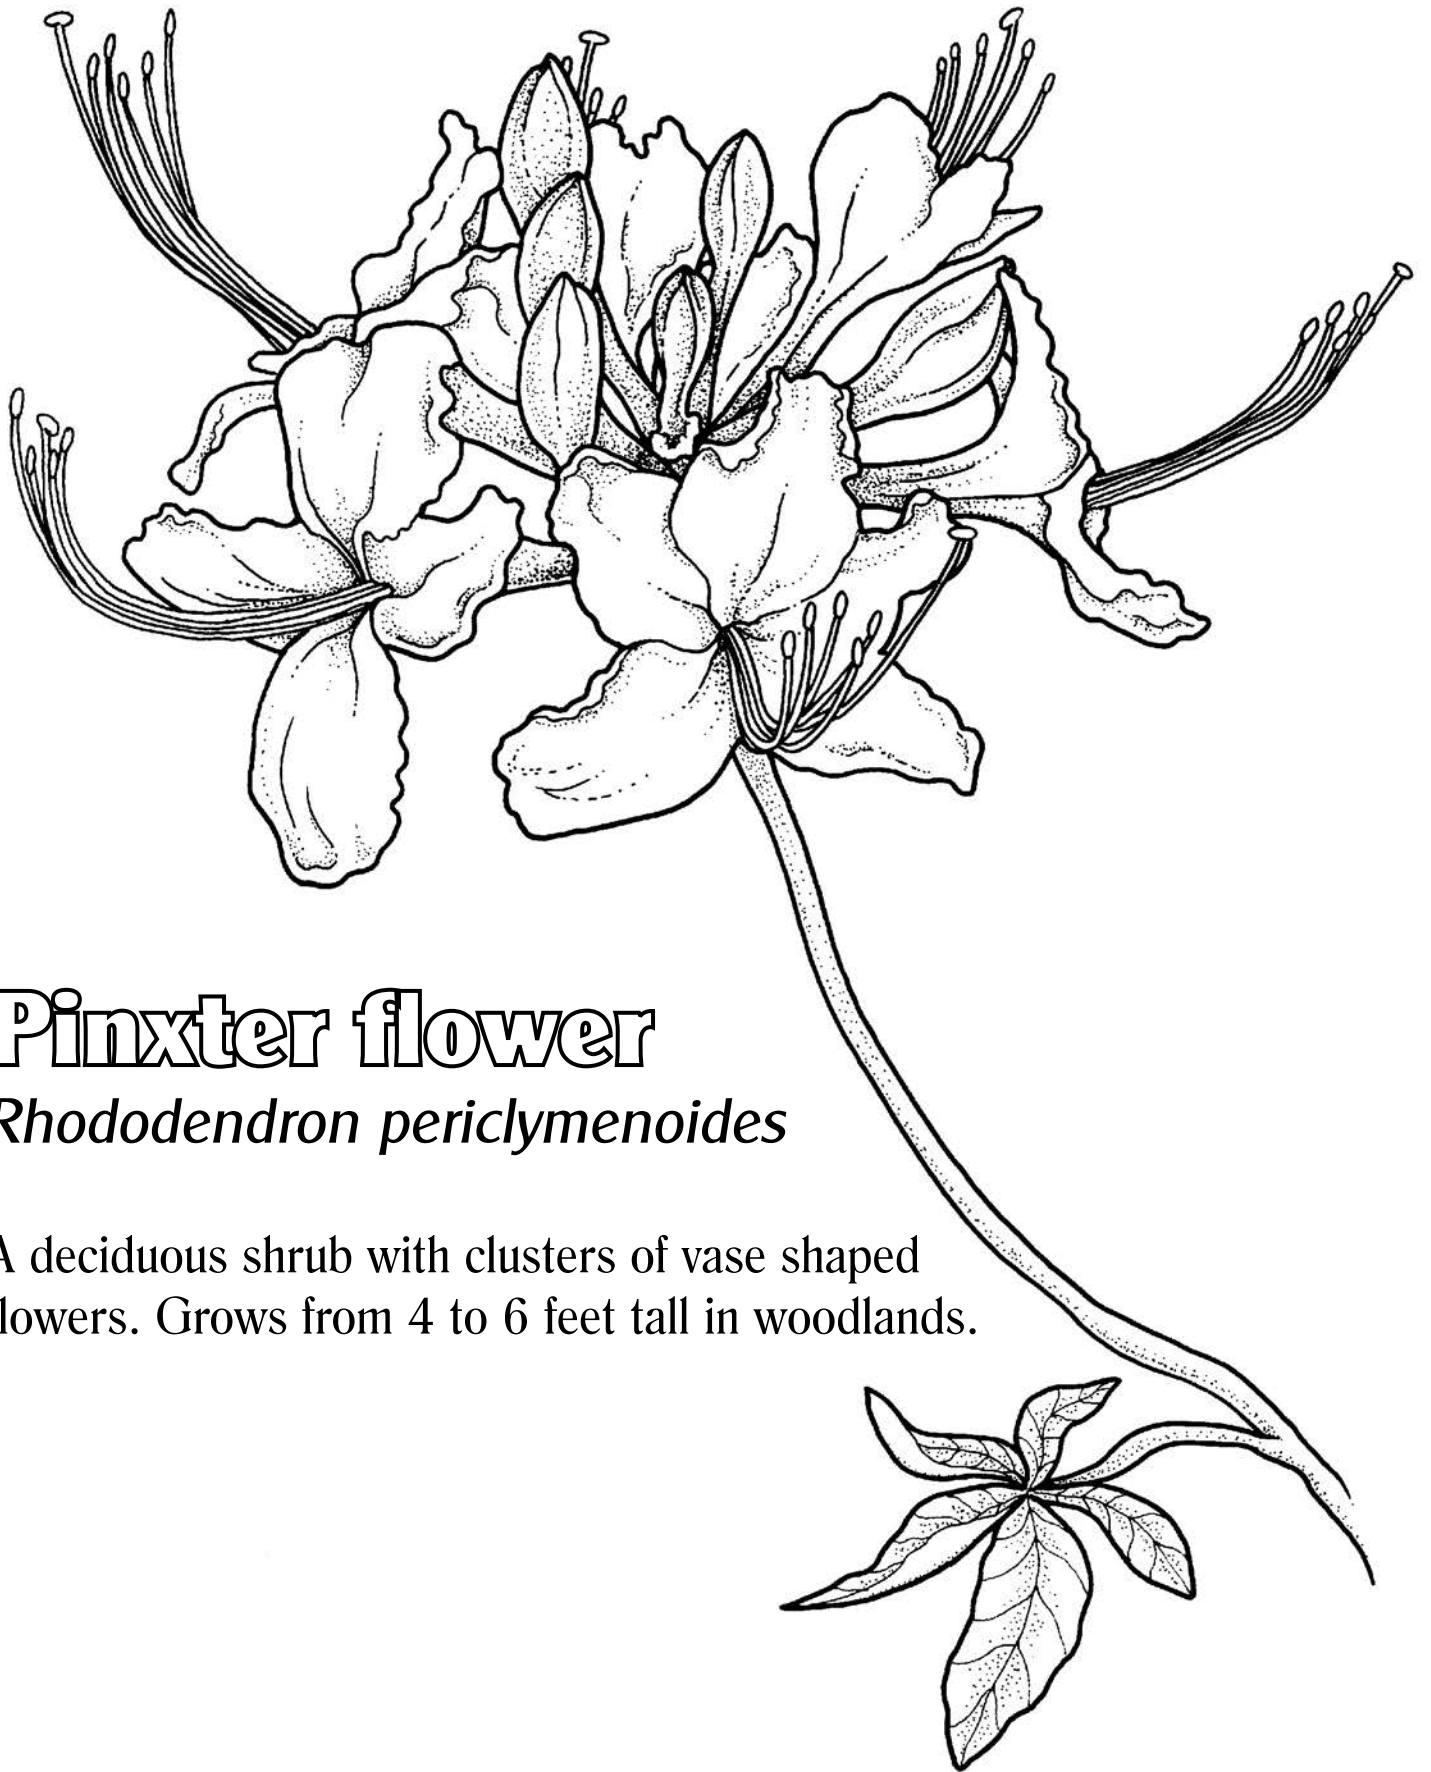 Pinxter flower
Rhododendron periclymenoides
A deciduous shrub with clusters of vase shaped
lowers. Grows from 4 to 6 feet tall in woodlands.